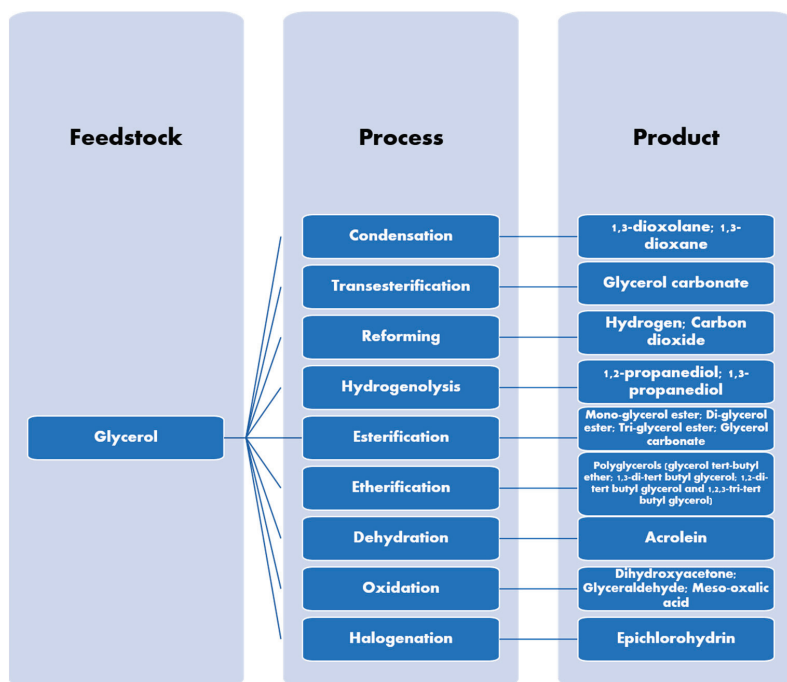 Feedstock
Process
Product
Glycerol
Condensation
1,3-dioxolane; 1,3-
dioxane
Transesterification
Glycerol carbonate
Reforming
Hydrogen; Carbon
dioxide
Hydrogenolysis
1,2-propanediol; 1,3-
propanediol
Esterification
Mono-glycerol ester; Di-glycerol
ester; Tri-glycerol ester; Glycerol
carbonate
Etherification
Polyglycerols (glycerol tert-butyl
ether; 1,3-di-tert butyl glycerol; 1,2-di-
tert butyl glycerol and 1,2,3-tri-tert
butyl glycerol)
Dehydration
Acrolein
Oxidation
Dihydroxyacetone;
Glyceraldehyde; Meso-oxalic
acid
Halogenation
Epichlorohydrin